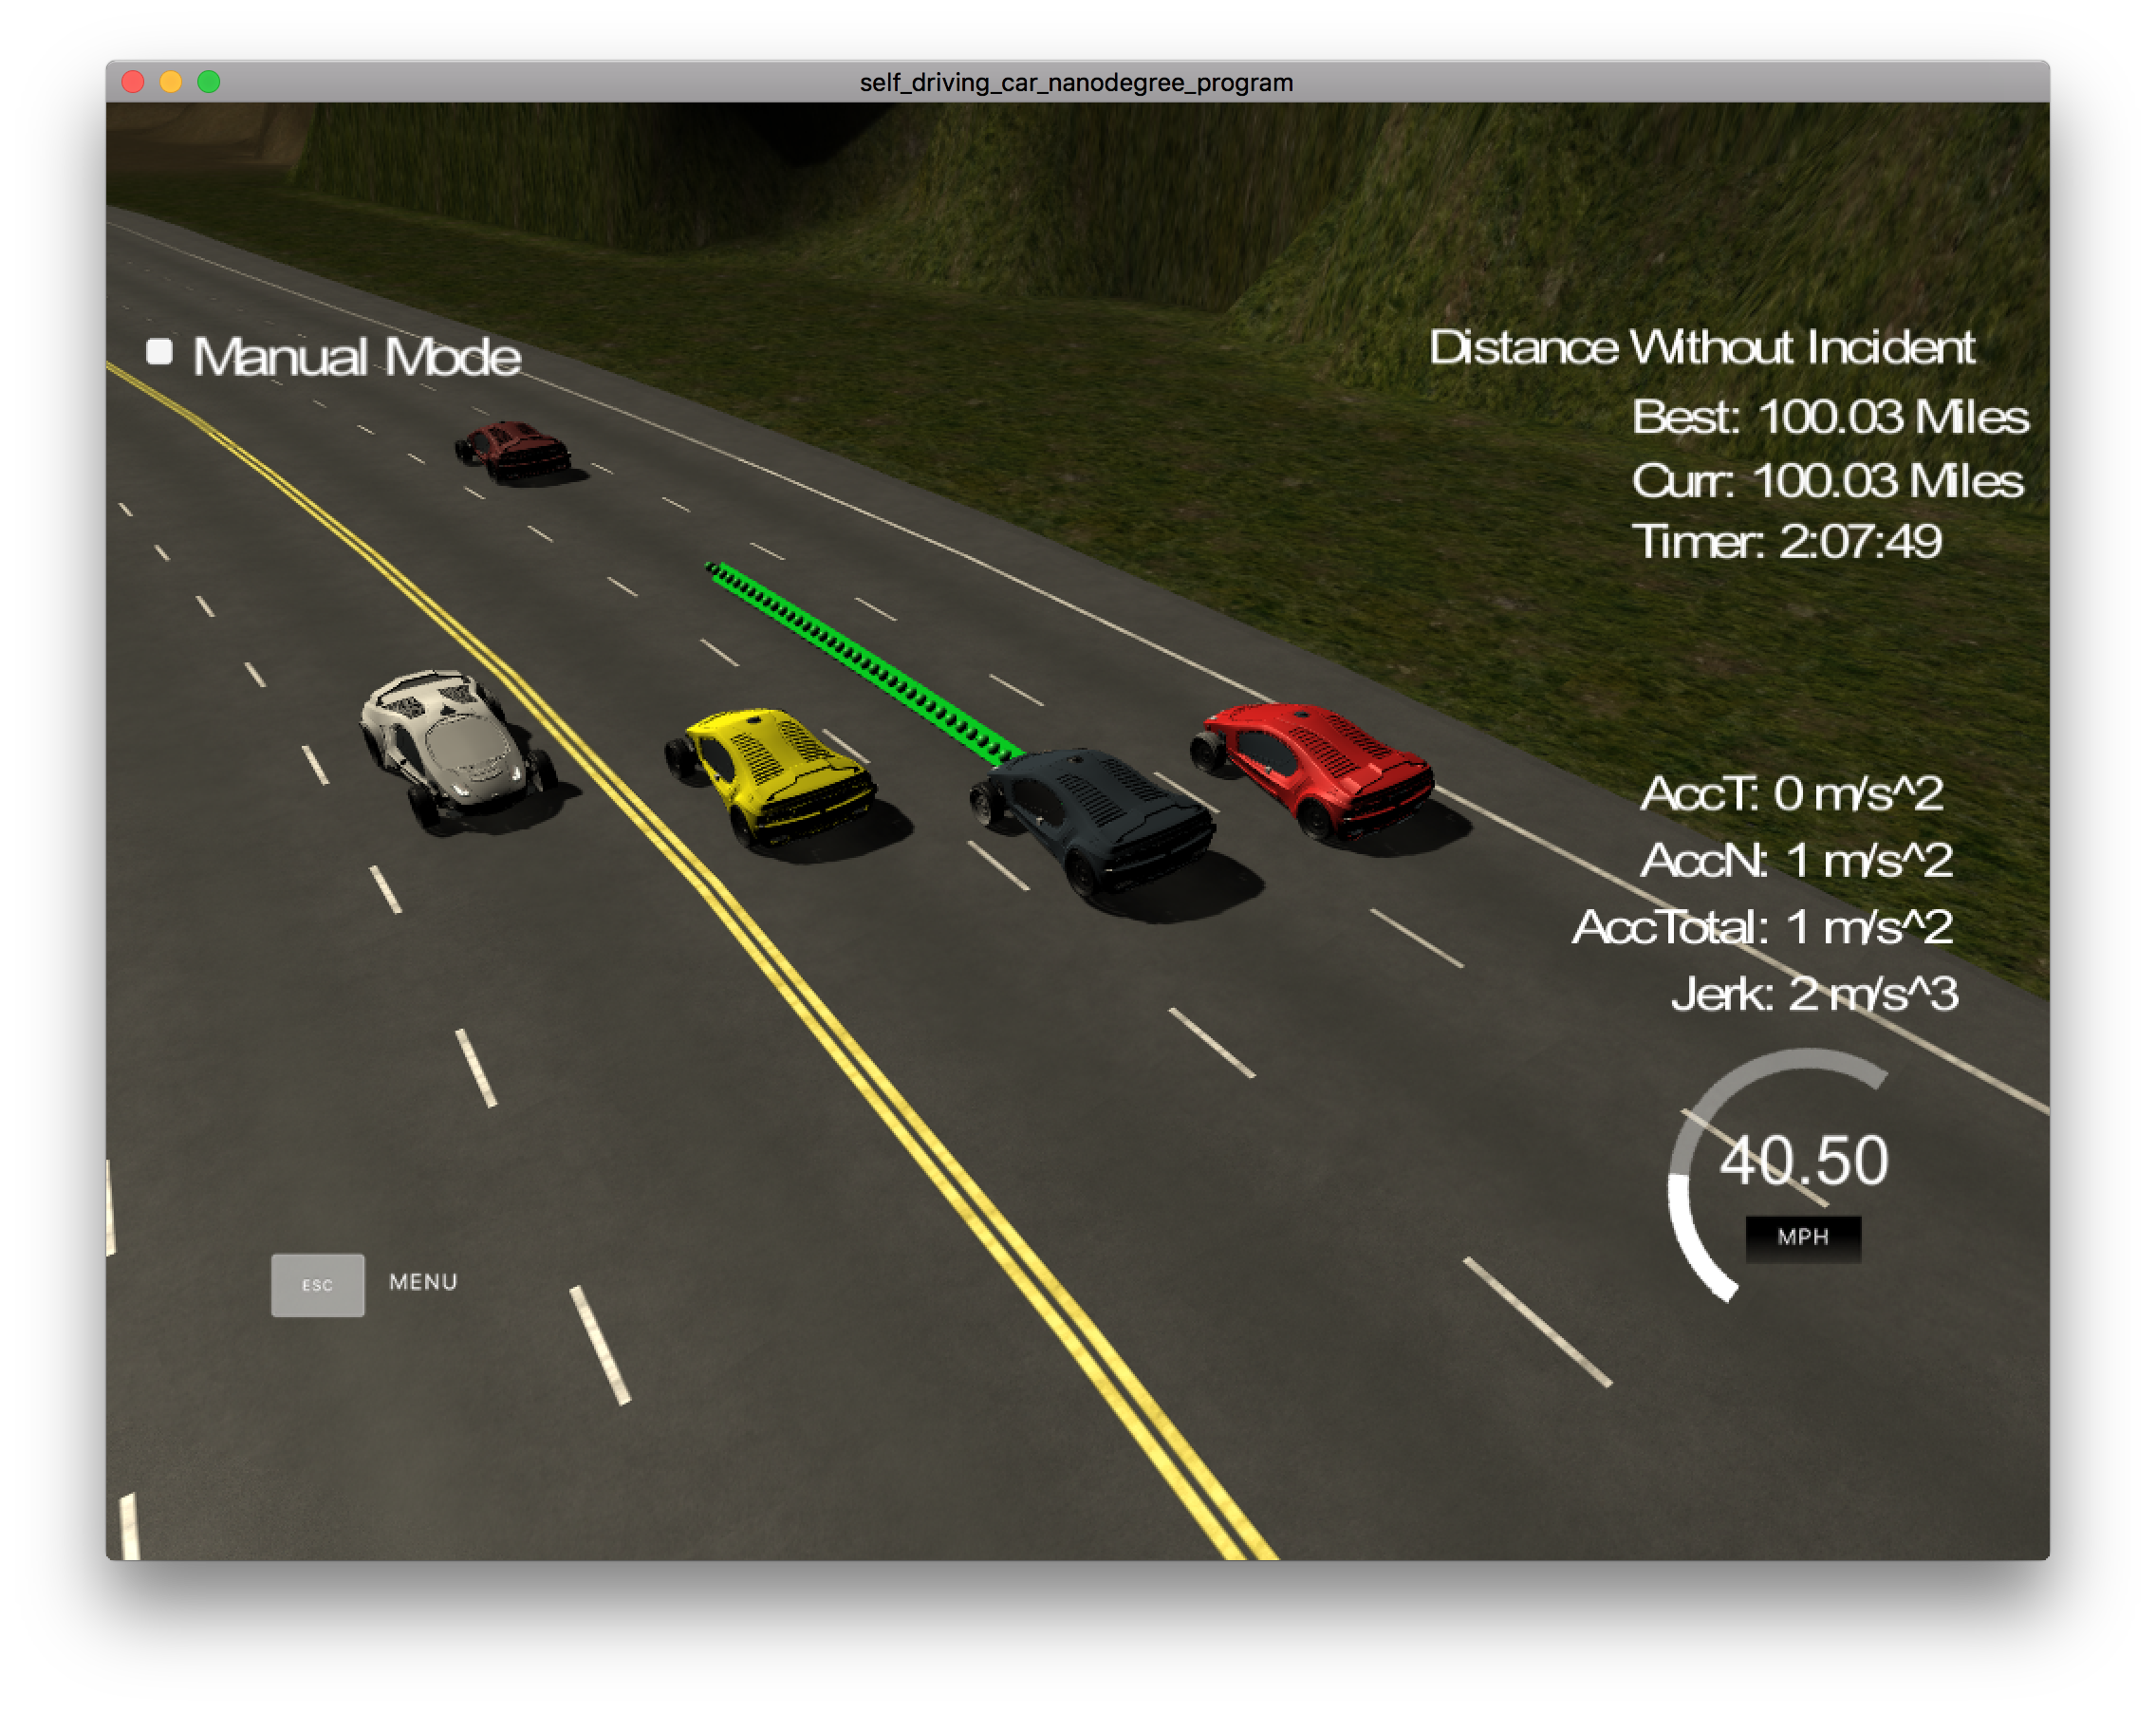 self_driving_car_nanodegree_program
Manual Mode
Distance Without Incident
Best: 100.03 Miles
Curr: 100.03 Miles
Timer: 2:07:49
AccT: 0 m/s^2
AccN: 1 m/s^2
AccTotal: 1 m/s^2
Jerk: 2 m/s^3
40.50
MPH
ESC MENU